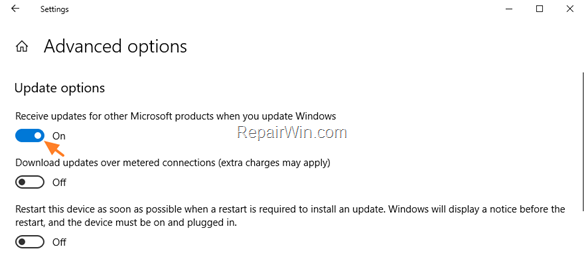 Settings
Advanced options
Update options
Receive updates for other Microsoft products when you update Windows
On
RepairWin.com
Download updates over metered connections (extra charges may apply)
Off
Restart this device as soon as possible when a restart is required to install an update. Windows will display a notice before the
restart, and the device must be on and plugged in.
Off